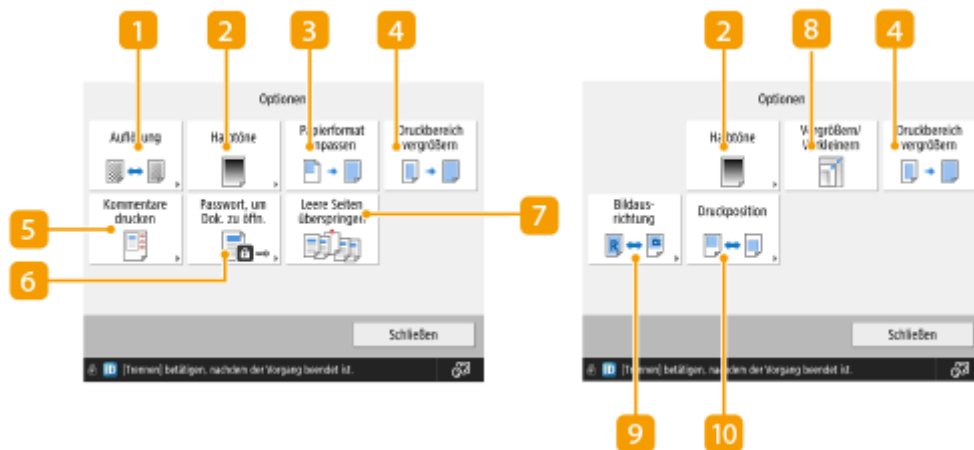 1 2 3 4
Optionen
Auflösung
Halbtöne
Papierformat
anpassen
Druckbereich
vergrößern
Kommentare
drucken
Passwort, um
Dok. zu öffn.
Leere Seiten
überspringen
5
6
7
Schließen
ID [Trennen] betätigen, nachdem der Vorgang beendet ist.
2 8 4
Optionen
Halbtöne
Vergrößern/
Verkleinern
Druckbereich
vergrößern
Bildaus-
richtung
Druckposition
R
Schließen
ID [Trennen] betätigen, nachdem der Vorgang beendet ist.
9 10